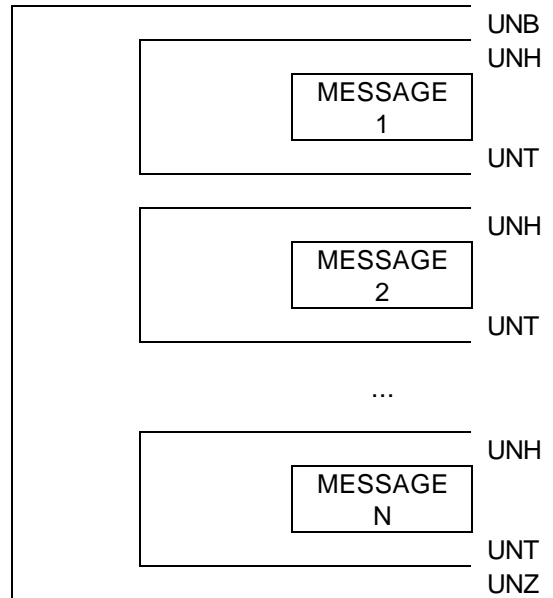 UNB
UNH
MESSAGE
1
UNT
UNH
MESSAGE
2
UNT
...
UNH
MESSAGE
N
UNT
UNZ